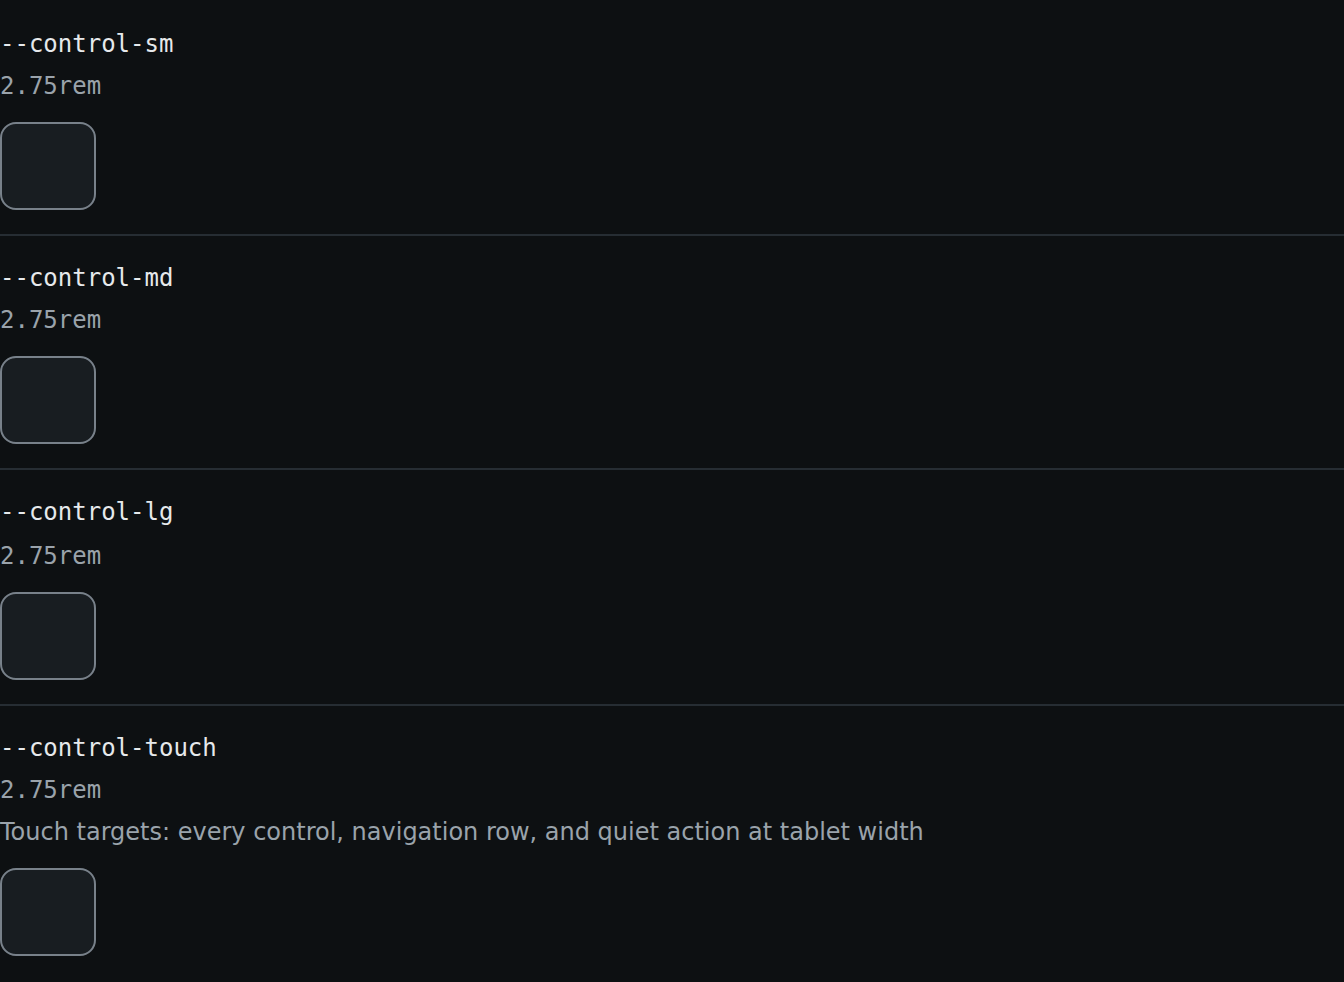 --control-sm
2.75rem
--control-md
2.75rem
--control-lg
2.75rem
--control-touch
2.75rem
Touch targets: every control, navigation row, and quiet action at tablet width